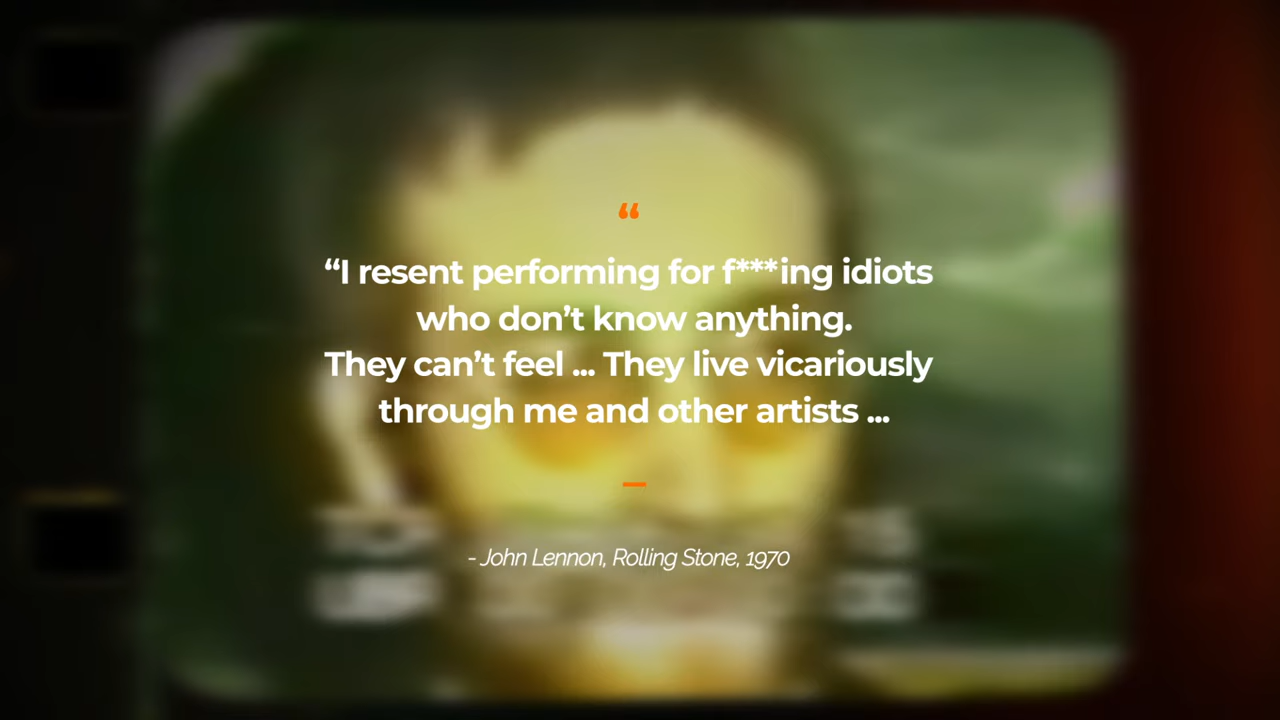 “
“I resent performing for f***ing idiots
who don’t know anything.
They can’t feel ... They live vicariously
through me and other artists ...
- John Lennon, Rolling Stone, 1970